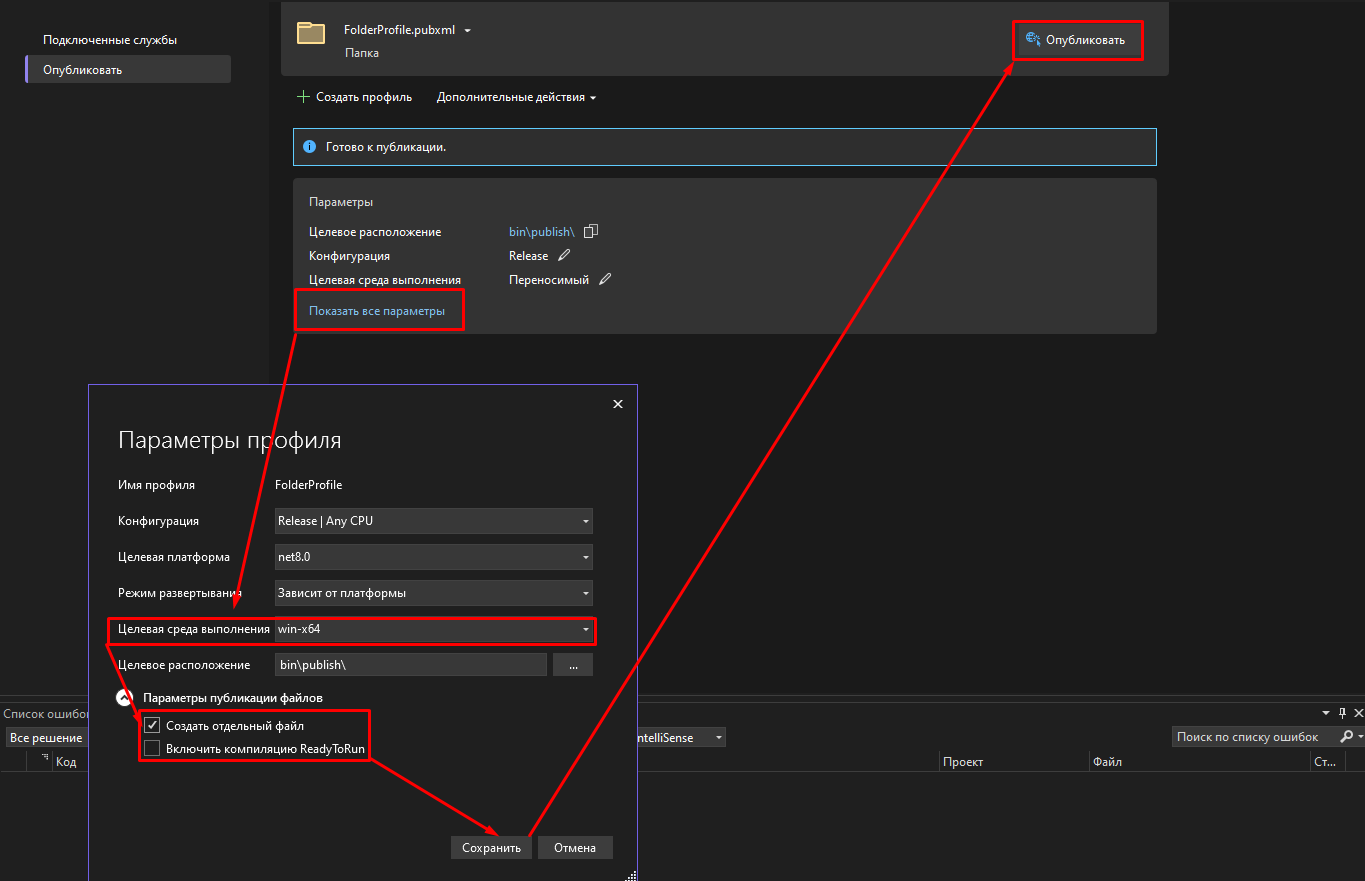 Подключенные службы
Опубликовать
FolderProfile.pubxml
Папка
Опубликовать
Создать профиль
Дополнительные действия
Готово к публикации.
Параметры
Целевое расположение
bin\publish\
Конфигурация
Release
Целевая среда выполнения
Переносимый
Показать все параметры
Параметры профиля
Имя профиля
FolderProfile
Конфигурация
Release | Any CPU
Целевая платформа
net8.0
Режим развертывания
Зависит от платформы
Целевая среда выполнения
win-x64
Целевое расположение
bin\publish\
...
Параметры публикации файлов
Создать отдельный файл
Включить компиляцию ReadyToRun
Сохранить
Отмена
Список ошибо
Все решение
ntelliSense
Поиск по списку ошибок
Код
Проект
Файл
Ст...